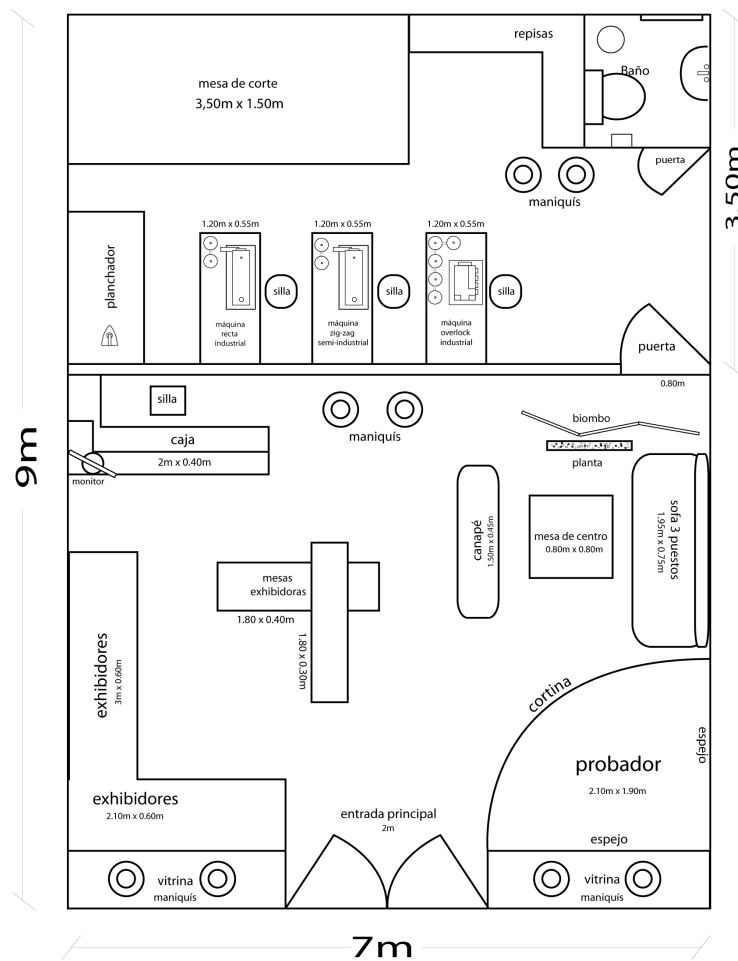 repisas
mesa de corte
3,50m x 1.50m
Baño
puerta
maniquís
3,50m
planchador
1.20m x 0.55m
1.20m x 0.55m
1.20m x 0.55m
silla
silla
silla
máquina
recta
industrial
máquina
zig-zag
semi-industrial
máquina
overlock
industrial
puerta
0.80m
silla
maniquís
biombo
planta
caja
2m x 0.40m
monitor
9m
canapé
1.50m x 0.45m
mesa de centro
0.80m x 0.80m
sofa 3 puestos
1.95m x 0.75m
mesas
exhibidoras
1.80 x 0.40m
1.80 x 0.30m
exhibidores
3m x 0.60m
cortina
espejo
probador
2.10m x 1.90m
exhibidores
2.10m x 0.60m
entrada principal
2m
espejo
vitrina
maniquís
vitrina
maniquís
7m